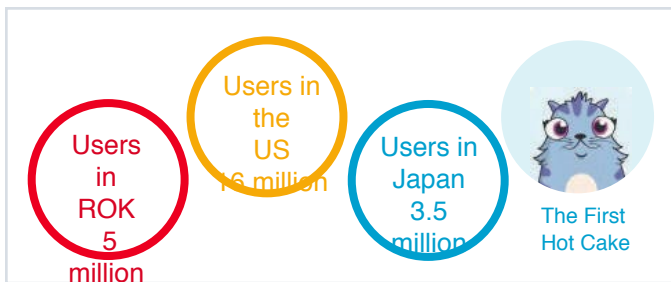 Users
in
ROK
5
million
Users in
the
US
16 million
Users in
Japan
3.5
million
The First
Hot Cake